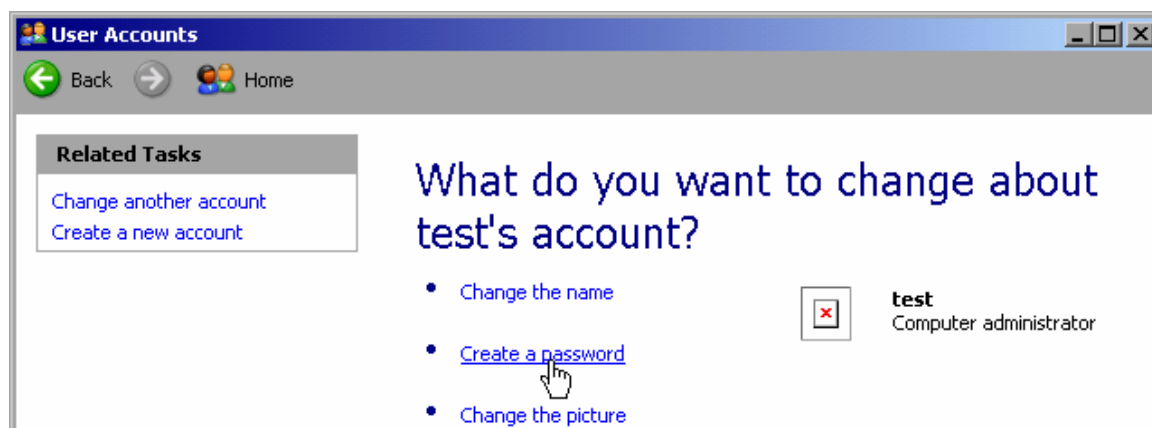 User Accounts
Back Home
Related Tasks
Change another account
Create a new account
What do you want to change about
test's account?
Change the name
test
Computer administrator
Create a password
Change the picture